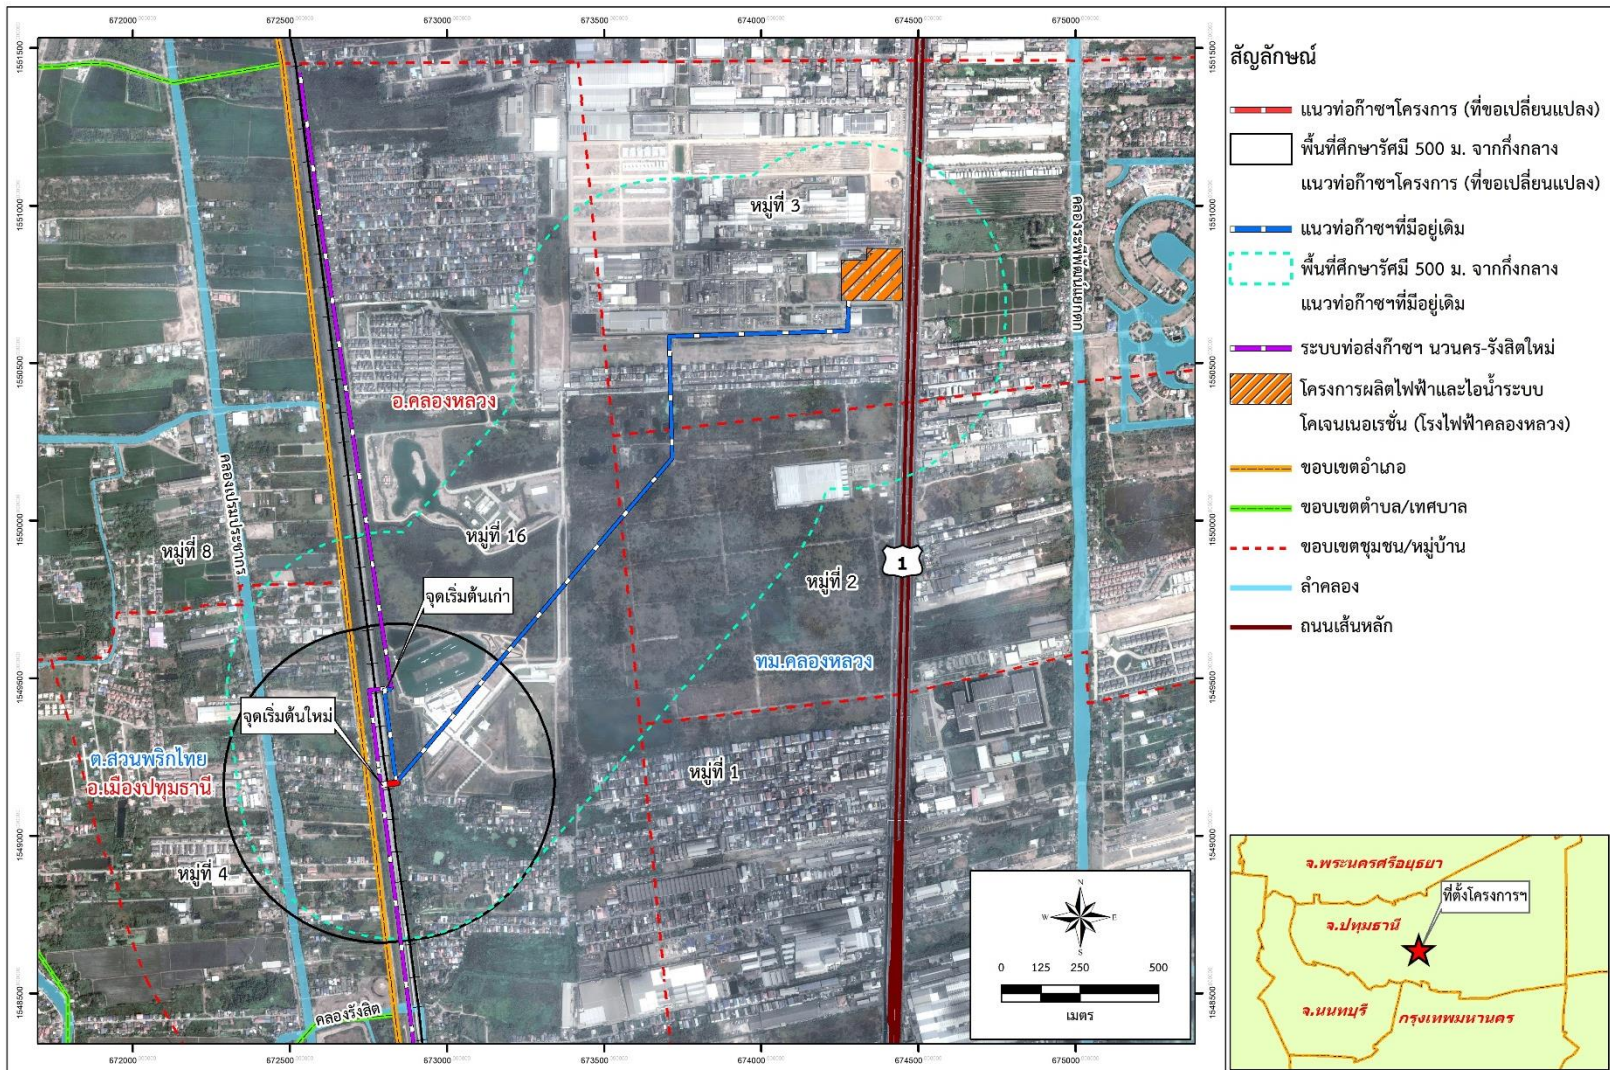 672000 672500 673000 673500 674000 674500 675000
1551500
1551000
1550500
1550000
1549500
1549000
1548500
หมู่ที่ 3
อ.คลองหลวง
คลองเปรมประชากร
หมู่ที่ 8
หมู่ที่ 16
จุดเริ่มต้นเก่า
หมู่ที่ 2
1
ทม.คลองหลวง
จุดเริ่มต้นใหม่
ต.สวนพริกไทย
อ.เมืองปทุมธานี
หมู่ที่ 1
หมู่ที่ 4
คลองรังสิต
N
W E
S
0 125 250 500
เมตร
1551500
1551000
1550500
1550000
1549500
1549000
1548500
672000 672500 673000 673500 674000 674500 675000
สัญลักษณ์
แนวท่อก๊าซฯโครงการ (ที่ขอเปลี่ยนแปลง)
พื้นที่ศึกษารัศมี 500 ม. จากกึ่งกลาง
แนวท่อก๊าซฯโครงการ (ที่ขอเปลี่ยนแปลง)
แนวท่อก๊าซฯที่มีอยู่เดิม
พื้นที่ศึกษารัศมี 500 ม. จากกึ่งกลาง
แนวท่อก๊าซฯที่มีอยู่เดิม
ระบบท่อส่งก๊าซฯ นวนคร-รังสิตใหม่
โครงการผลิตไฟฟ้าและไอน้ำระบบ
โคเจนเนอเรชั่น (โรงไฟฟ้าคลองหลวง)
ขอบเขตอำเภอ
ขอบเขตตำบล/เทศบาล
ขอบเขตชุมชน/หมู่บ้าน
ลำคลอง
ถนนเส้นหลัก
จ.พระนครศรีอยุธยา
ที่ตั้งโครงการฯ
จ.ปทุมธานี
จ.นนทบุรี
กรุงเทพมหานคร